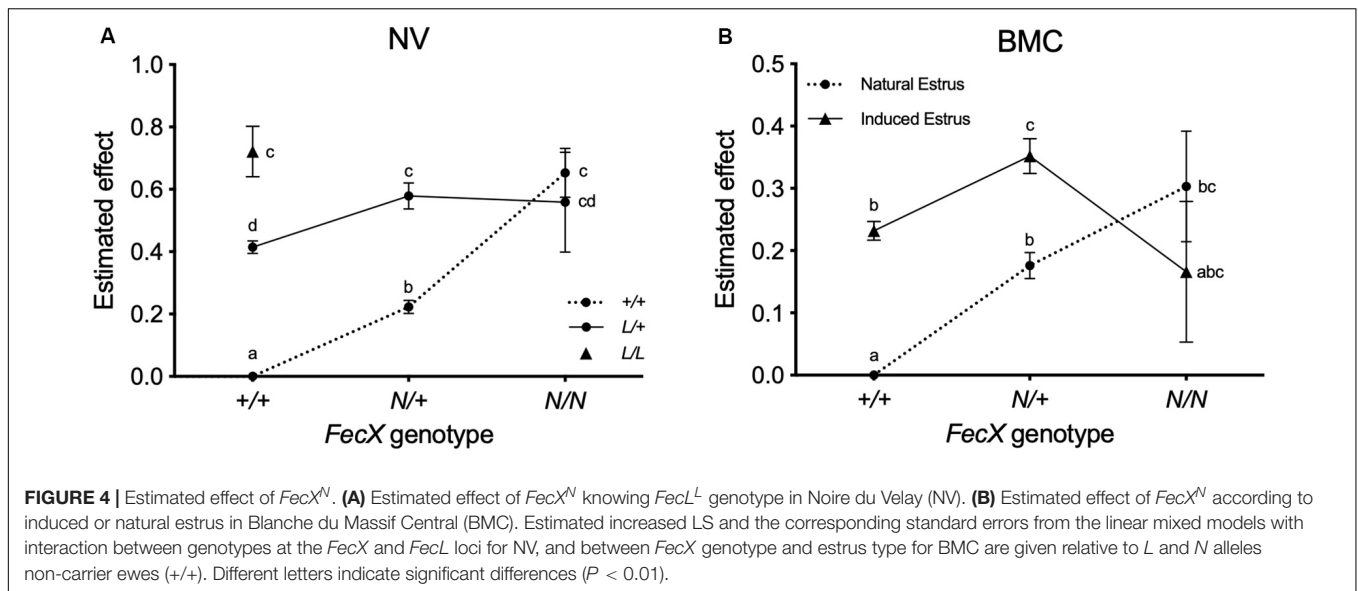 A
NV
1.0
0.8
0.6
0.4
0.2
0.0
Estimated effect
c
d
c
c
cd
a
b
+/+
L/+
L/L
+/+
N/+
N/N
FecX genotype
B
BMC
0.5
0.4
0.3
0.2
0.1
0.0
Estimated effect
Natural Estrus
Induced Estrus
b
c
b
bc
abc
a
+/+
N/+
N/N
FecX genotype
FIGURE 4 | Estimated effect of FecX^N. (A) Estimated effect of FecX^N knowing FecL^L genotype in Noire du Velay (NV). (B) Estimated effect of FecX^N according to
induced or natural estrus in Blanche du Massif Central (BMC). Estimated increased LS and the corresponding standard errors from the linear mixed models with
interaction between genotypes at the FecX and FecL loci for NV, and between FecX genotype and estrus type for BMC are given relative to L and N alleles
non-carrier ewes (+/+). Different letters indicate significant differences (P < 0.01).